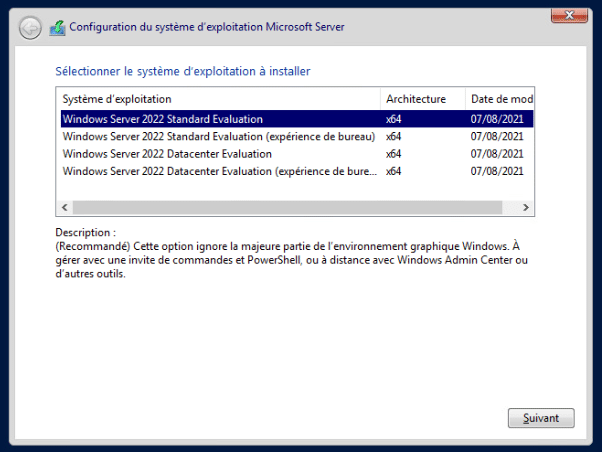 Configuration du système d'exploitation Microsoft Server
Sélectionner le système d'exploitation à installer
Système d'exploitation Architecture Date de mod
Windows Server 2022 Standard Evaluation x64 07/08/2021
Windows Server 2022 Standard Evaluation (expérience de bureau) x64 07/08/2021
Windows Server 2022 Datacenter Evaluation x64 07/08/2021
Windows Server 2022 Datacenter Evaluation (expérience de bure... x64 07/08/2021
Description :
(Recommandé) Cette option ignore la majeure partie de l'environnement graphique Windows. À
gérer avec une invite de commandes et PowerShell, ou à distance avec Windows Admin Center ou
d'autres outils.
Suivant